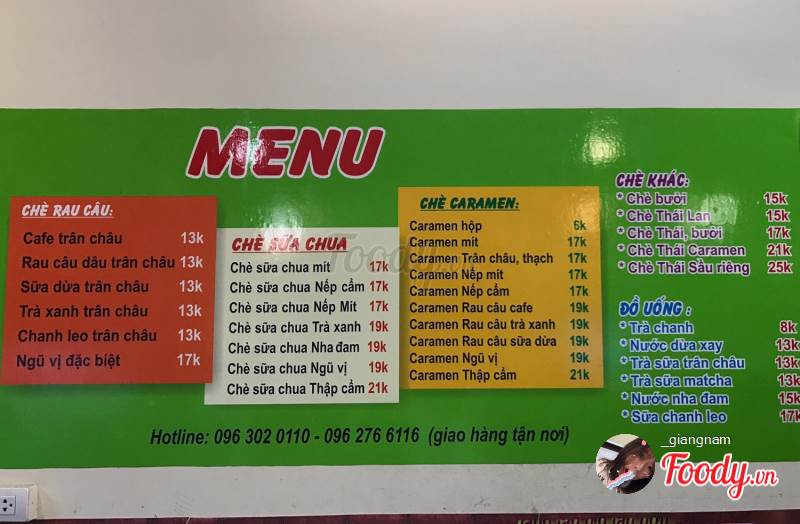 MENU
CHÈ RAU CÂU:
Cafe trân châu 13k
Rau câu dâu trân châu 13k
Sữa dừa trân châu 13k
Trà xanh trân châu 13k
Chanh leo trân châu 13k
Ngũ vị đặc biệt 17k
CHÈ SỮA CHUA
Chè sữa chua mít 17k
Chè sữa chua Nếp cẩm 17k
Chè sữa chua Nếp Mít 17k
Chè sữa chua Trà xanh 19k
Chè sữa chua Nha đam 19k
Chè sữa chua Ngũ vị 19k
Chè sữa chua Thập cẩm 21k
CHÈ CARAMEN:
Caramen hộp 6k
Caramen mít 17k
Caramen Trân châu, thạch 17k
Caramen Nếp mít 17k
Caramen Nếp cẩm 17k
Caramen Rau câu cafe 19k
Caramen Rau câu trà xanh 19k
Caramen Rau câu sữa dừa 19k
Caramen Ngũ vị 19k
Caramen Thập cẩm 21k
CHÈ KHÁC:
* Chè bưởi 15k
* Chè Thái Lan 15k
* Chè Thái, bưởi 17k
* Chè Thái Caramen 21k
* Chè Thái Sầu riêng 25k
ĐỒ UỐNG :
* Trà chanh 8k
* Nước dừa xay 13k
* Trà sữa trân châu 13k
* Trà sữa matcha 13k
* Nước nha đam 15k
* Sữa chanh leo 17k
Hotline: 096 302 0110 - 096 276 6116 (giao hàng tận nơi)
_giangnam
Foody.vn